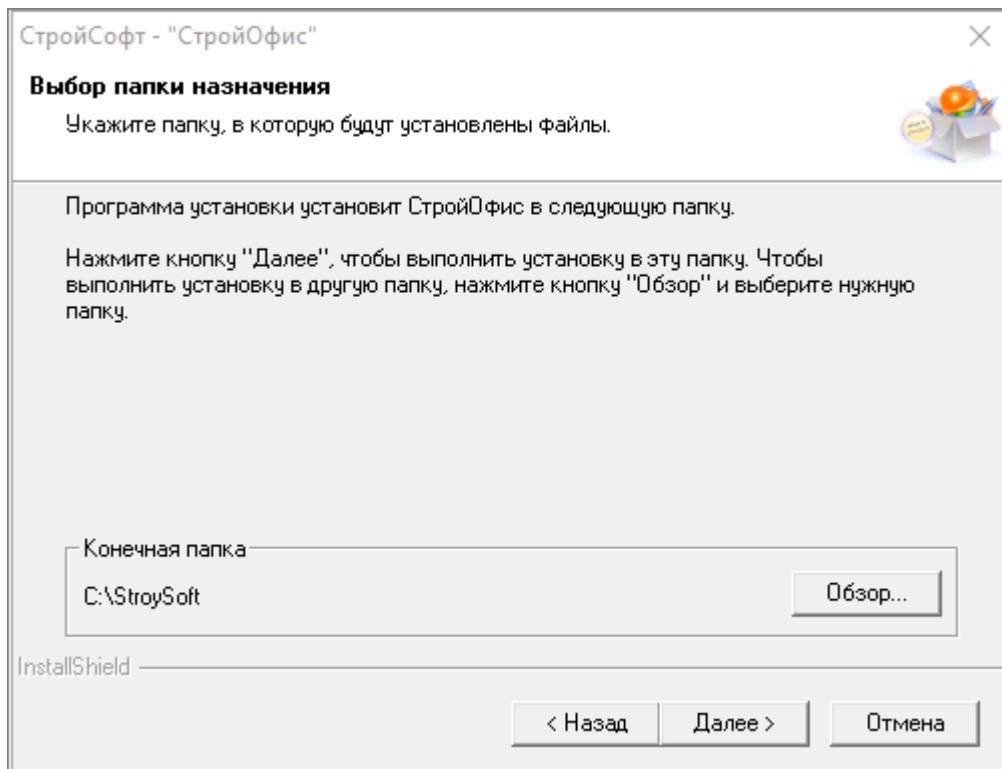 СтройСофт - "СтройОфис"
Выбор папки назначения
Укажите папку, в которую будут установлены файлы.
Программа установки установит СтройОфис в следующую папку.
Нажмите кнопку "Далее", чтобы выполнить установку в эту папку. Чтобы
выполнить установку в другую папку, нажмите кнопку "Обзор" и выберите нужную
папку.
Конечная папка
C:\StroySoft
Обзор...
InstallShield
< Назад
Далее >
Отмена